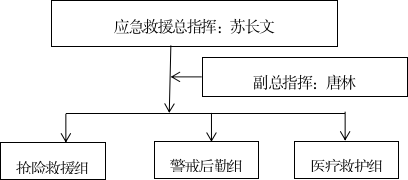 应急救援总指挥：苏长文
副总指挥：唐林
抢险救援组
警戒后勤组
医疗救护组